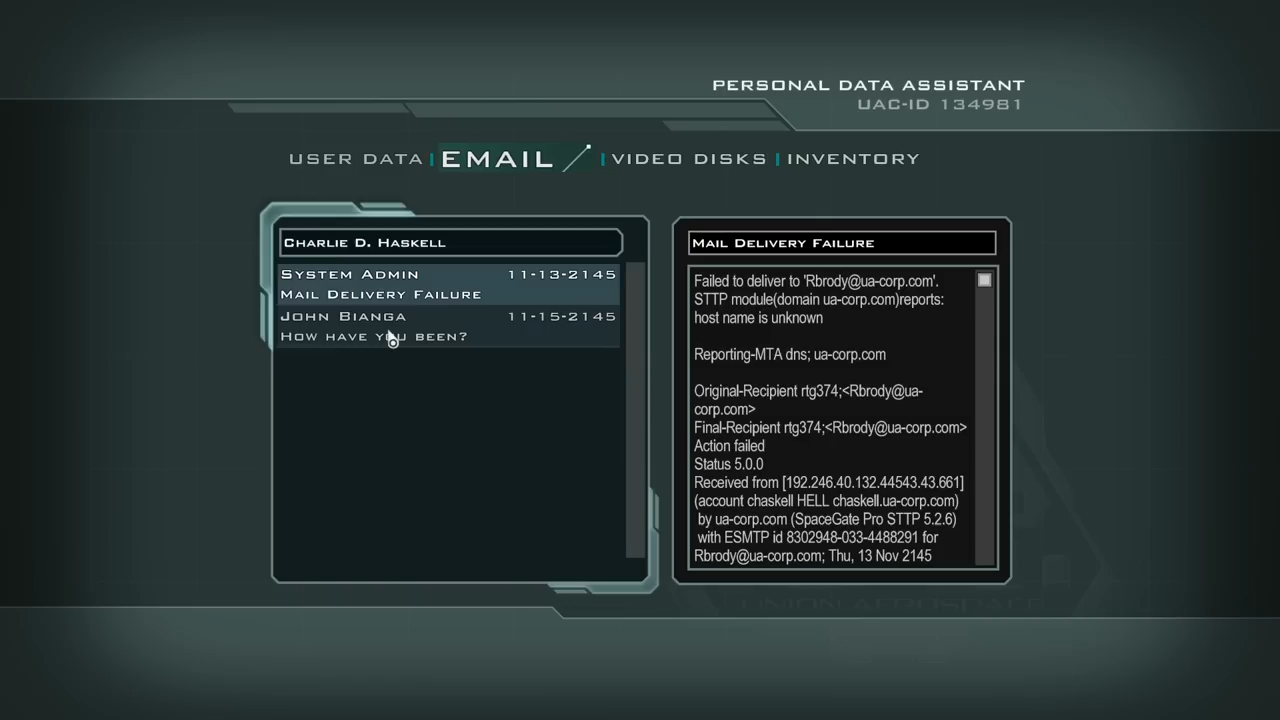 PERSONAL DATA ASSISTANT
UAC-ID 134981
USER DATA EMAIL VIDEO DISKS INVENTORY
CHARLIE D. HASKELL
SYSTEM ADMIN 11-13-2145
MAIL DELIVERY FAILURE
JOHN BIANGA 11-15-2145
HOW HAVE YOU BEEN?
MAIL DELIVERY FAILURE
Failed to deliver to 'Rbrody@ua-corp.com'.
STTP module(domain ua-corp.com)reports:
host name is unknown
Reporting-MTA dns; ua-corp.com
Original-Recipient rtg374;<Rbrody@ua-
corp.com>
Final-Recipient rtg374;<Rbrody@ua-corp.com>
Action failed
Status 5.0.0
Received from [192.246.40.132.44543.43.661]
(account chaskell HELL chaskell.ua-corp.com)
by ua-corp.com (SpaceGate Pro STTP 5.2.6)
with ESMTP id 8302948-033-4488291 for
Rbrody@ua-corp.com; Thu, 13 Nov 2145
UNION AEROSPACE